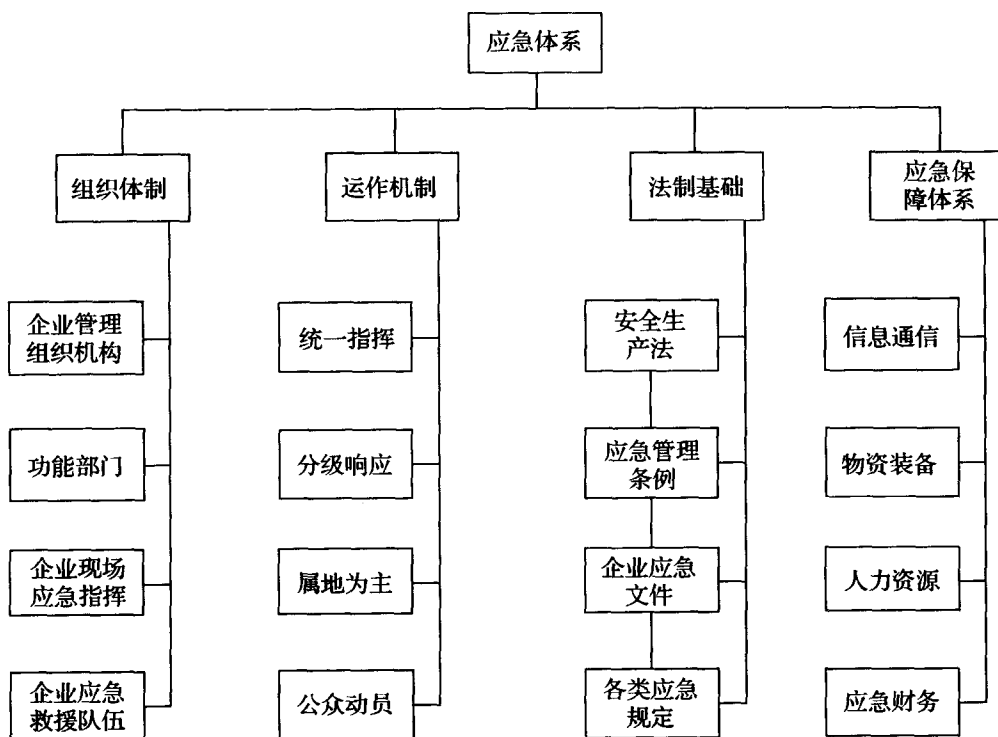 应急体系
组织体制
运作机制
法制基础
应急保
障体系
企业管理
组织机构
统一指挥
安全生
产法
信息通信
功能部门
分级响应
应急管理
条例
物资装备
企业现场
应急指挥
属地为主
企业应急
文件
人力资源
企业应急
救援队伍
公众动员
各类应急
规定
应急财务